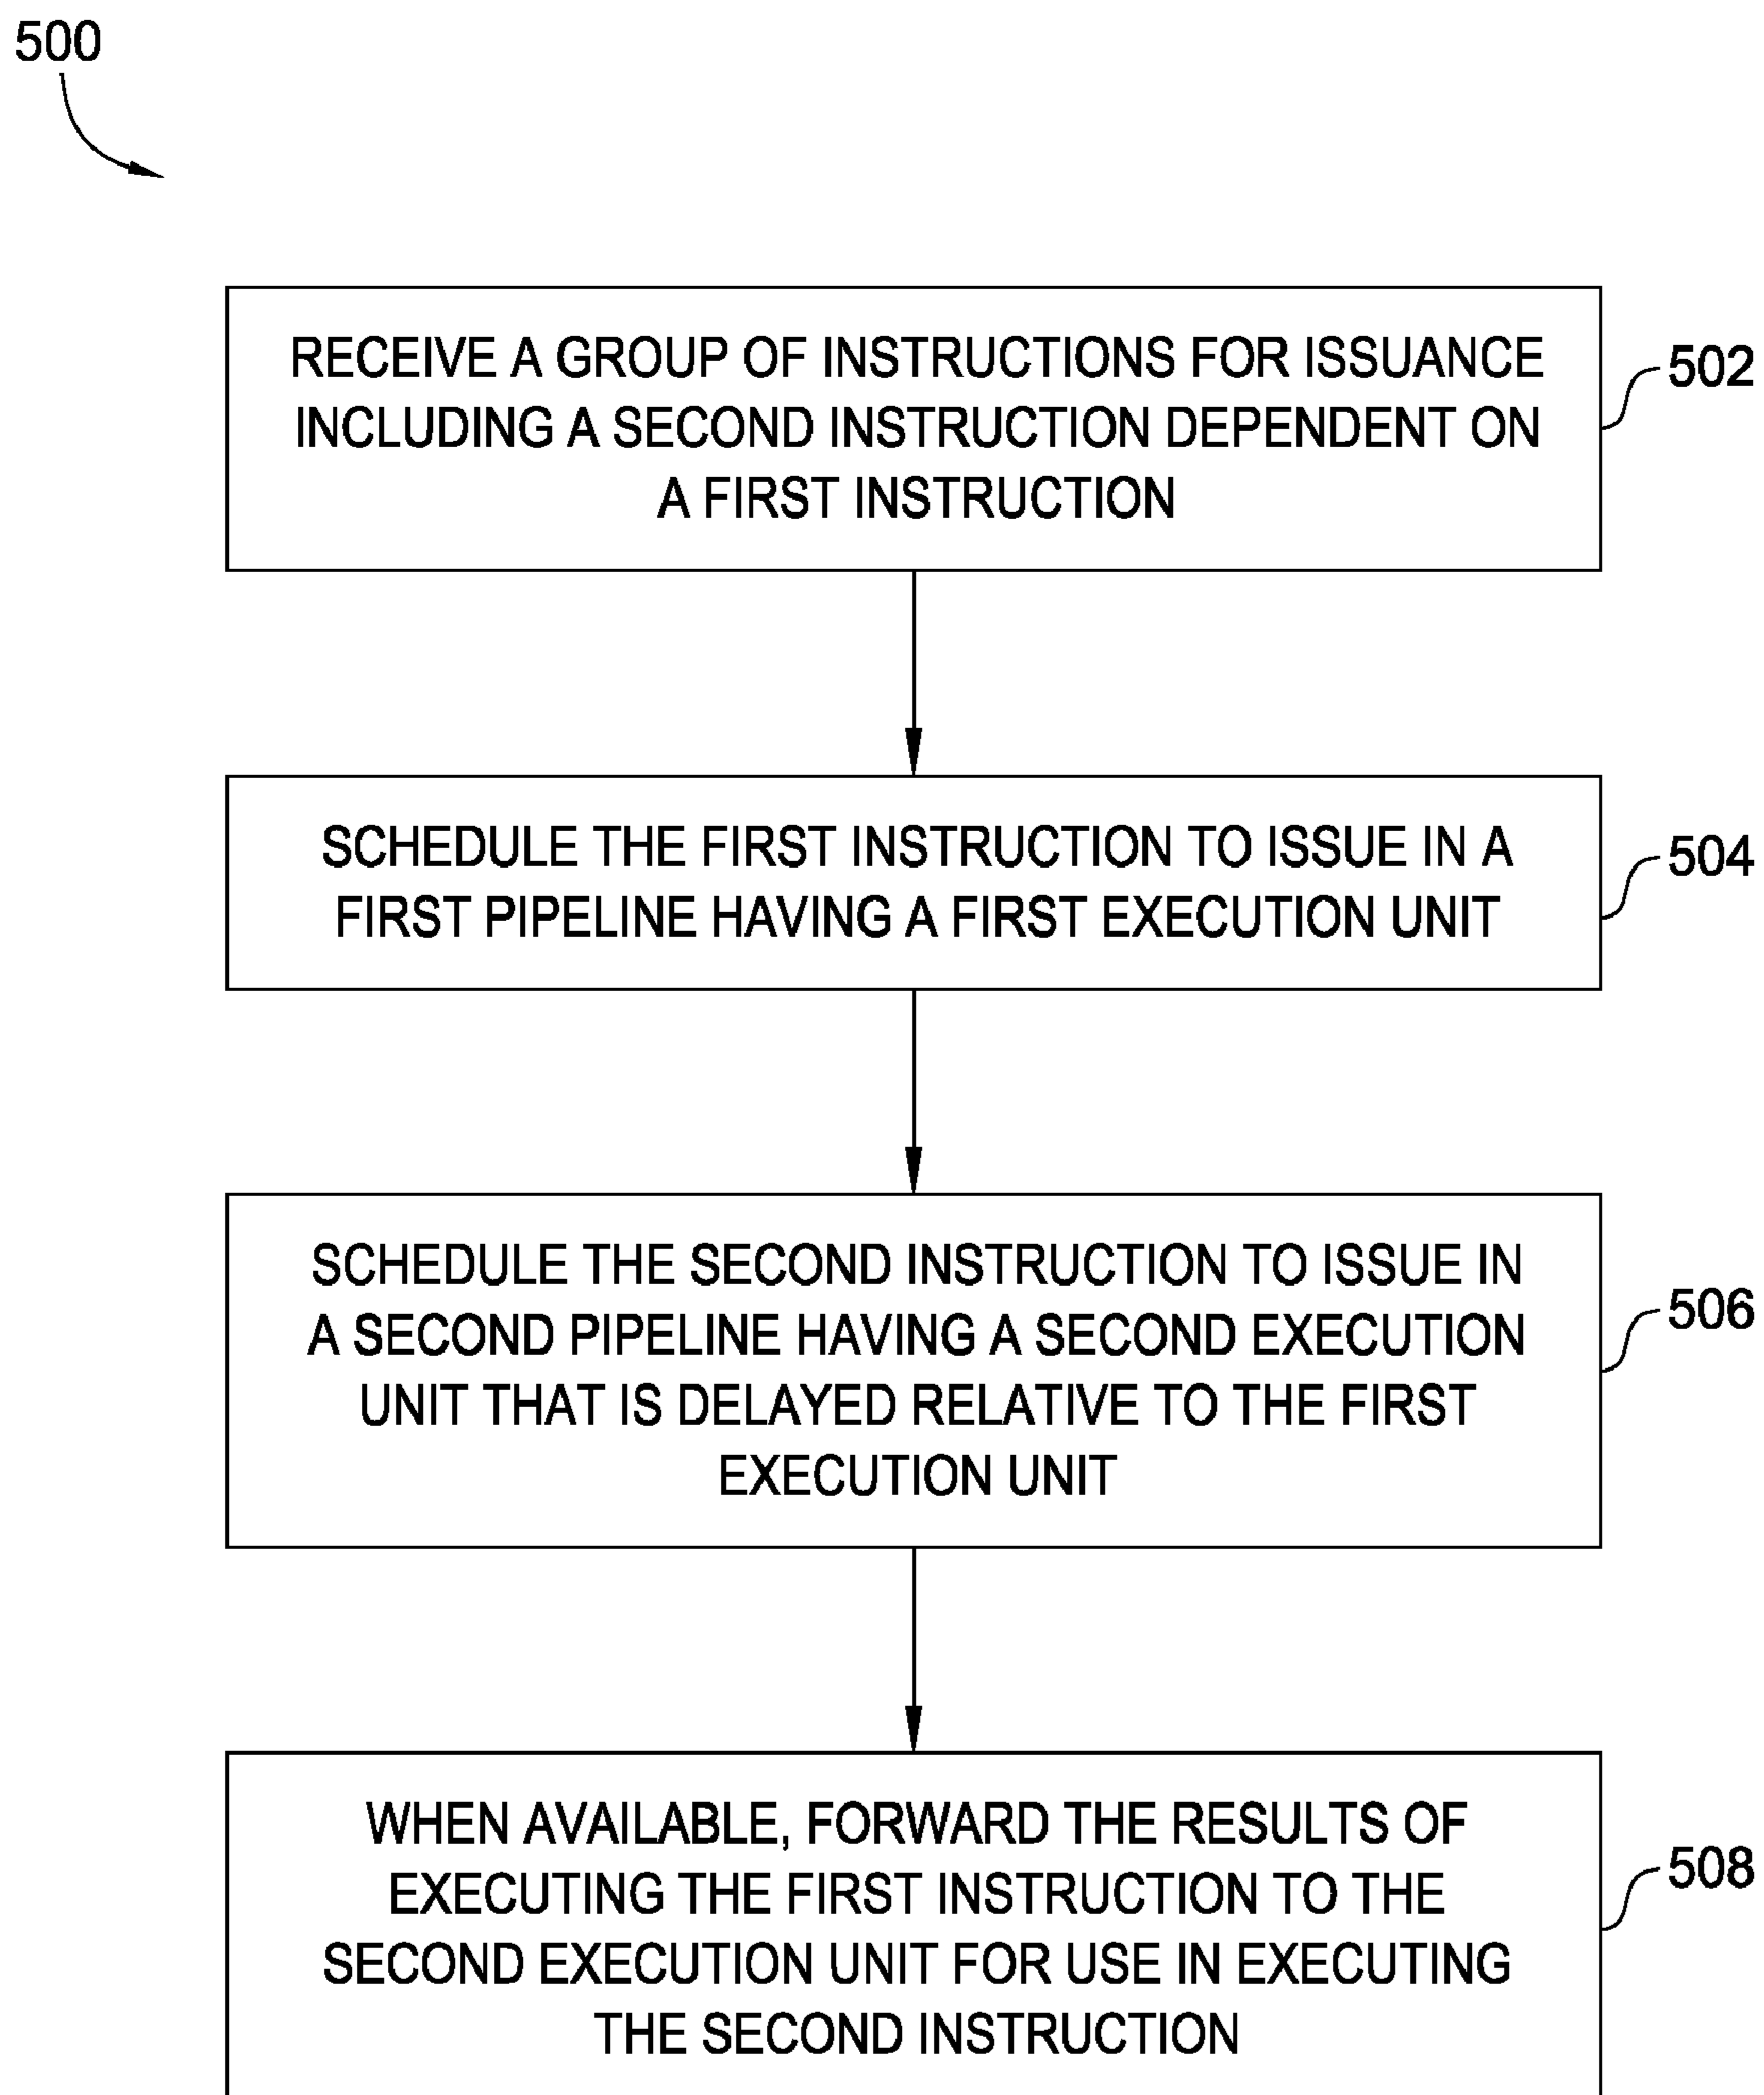 500
RECEIVE A GROUP OF INSTRUCTIONS FOR ISSUANCE
INCLUDING A SECOND INSTRUCTION DEPENDENT ON
A FIRST INSTRUCTION
502
SCHEDULE THE FIRST INSTRUCTION TO ISSUE IN A
FIRST PIPELINE HAVING A FIRST EXECUTION UNIT
504
SCHEDULE THE SECOND INSTRUCTION TO ISSUE IN
A SECOND PIPELINE HAVING A SECOND EXECUTION
UNIT THAT IS DELAYED RELATIVE TO THE FIRST
EXECUTION UNIT
506
WHEN AVAILABLE, FORWARD THE RESULTS OF
EXECUTING THE FIRST INSTRUCTION TO THE
SECOND EXECUTION UNIT FOR USE IN EXECUTING
THE SECOND INSTRUCTION
508